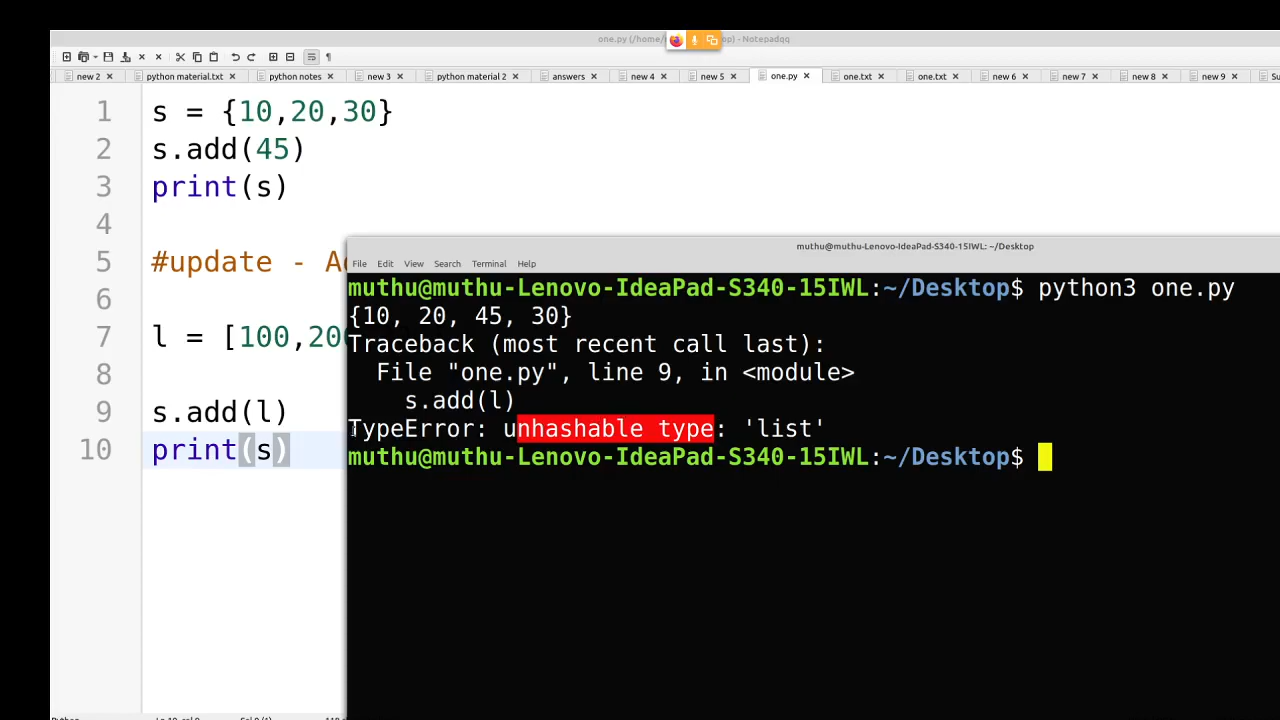 one.py (/home/
op) - Notepadqq
new 2
python material.txt
python notes
new 3
python material 2
answers
new 4
new 5
one.py
one.txt
one.txt
new 6
new 7
new 8
new 9
1 s = {10,20,30}
2 s.add(45)
3 print(s)
4
5 #update - A
6
7 l = [100,200
8
9 s.add(l)
10 print(s)
muthu@muthu-Lenovo-IdeaPad-S340-15IWL: ~/Desktop
File Edit View Search Terminal Help
muthu@muthu-Lenovo-IdeaPad-S340-15IWL:~/Desktop$ python3 one.py
{10, 20, 45, 30}
Traceback (most recent call last):
File "one.py", line 9, in <module>
s.add(l)
TypeError: unhashable type: 'list'
muthu@muthu-Lenovo-IdeaPad-S340-15IWL:~/Desktop$